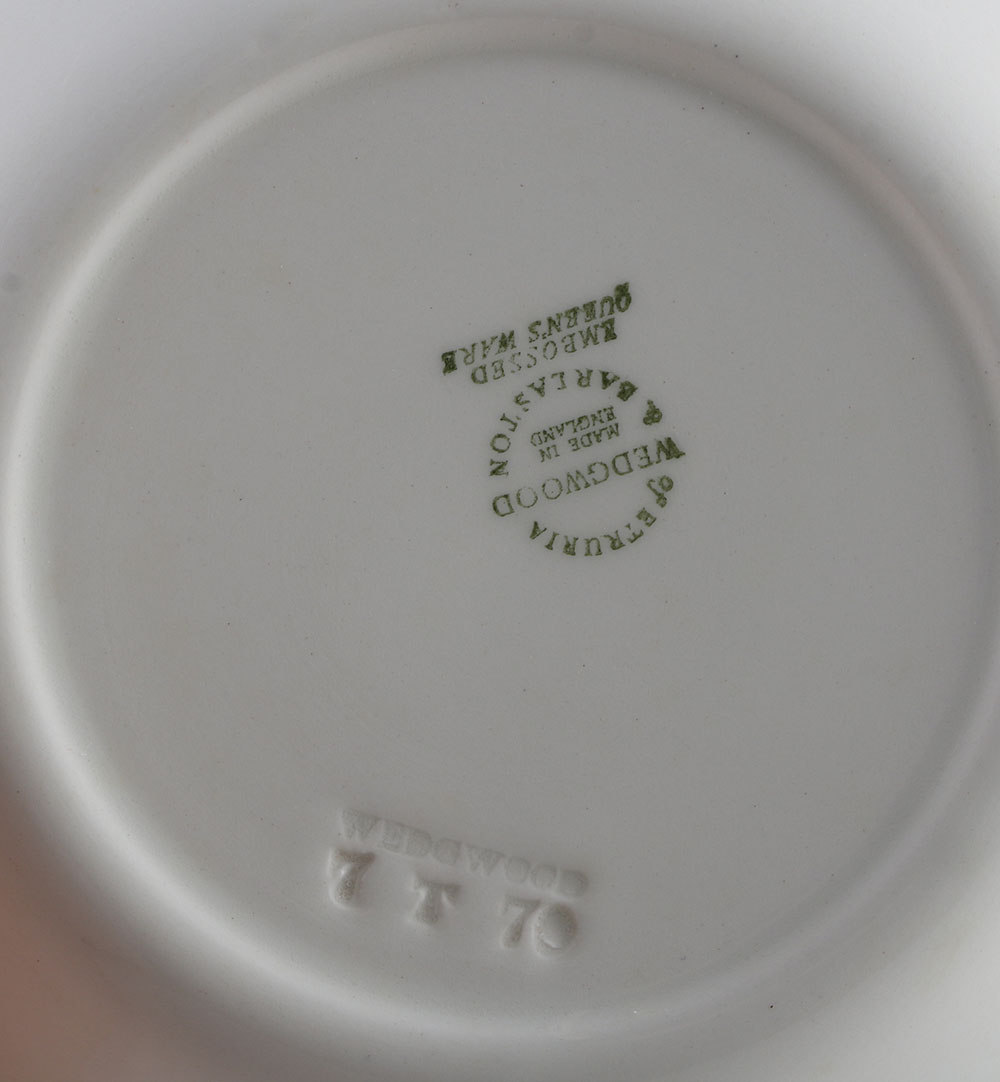 of ETRURIA
WEDGWOOD
MADE IN
ENGLAND
& BARLASTON
EMBOSSED
QUEEN'S WARE
WEDGWOOD
7 T 70